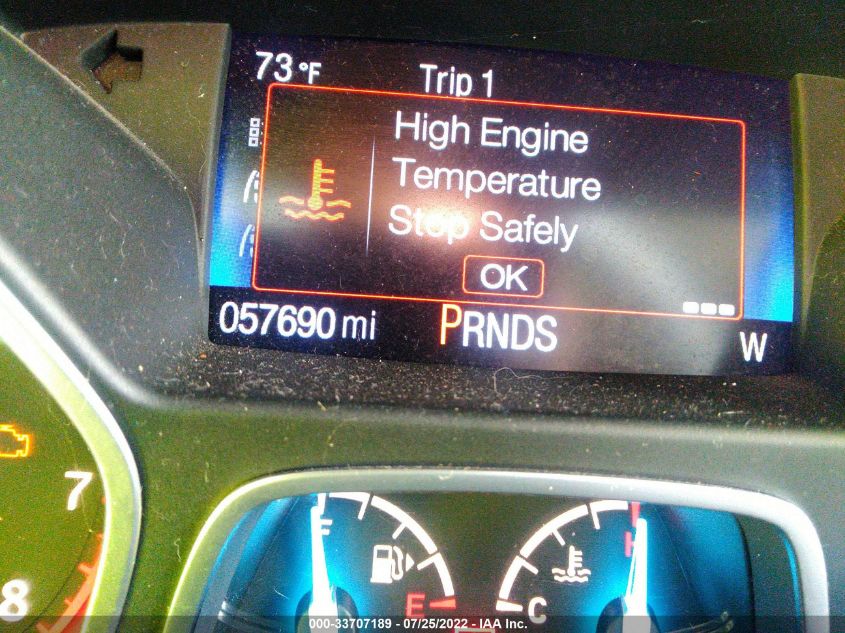 73°F
Trip 1
High Engine
Temperature
Stop Safely
OK
057690 mi
PRNDS
W
7
8
F
E
H
C
000-33707189 - 07/25/2022 - IAA Inc.